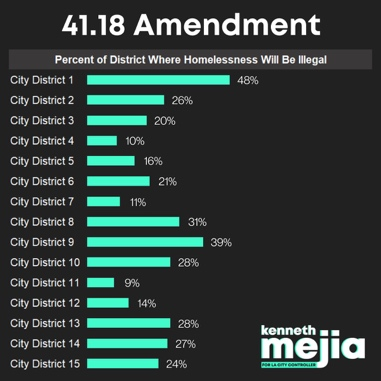 41.18 Amendment
Percent of District Where Homelessness Will Be Illegal
City District 1 48%
City District 2 26%
City District 3 20%
City District 4 10%
City District 5 16%
City District 6 21%
City District 7 11%
City District 8 31%
City District 9 39%
City District 10 28%
City District 11 9%
City District 12 14%
City District 13 28%
City District 14 27%
City District 15 24%
kenneth
mejia
FOR LA CITY CONTROLLER